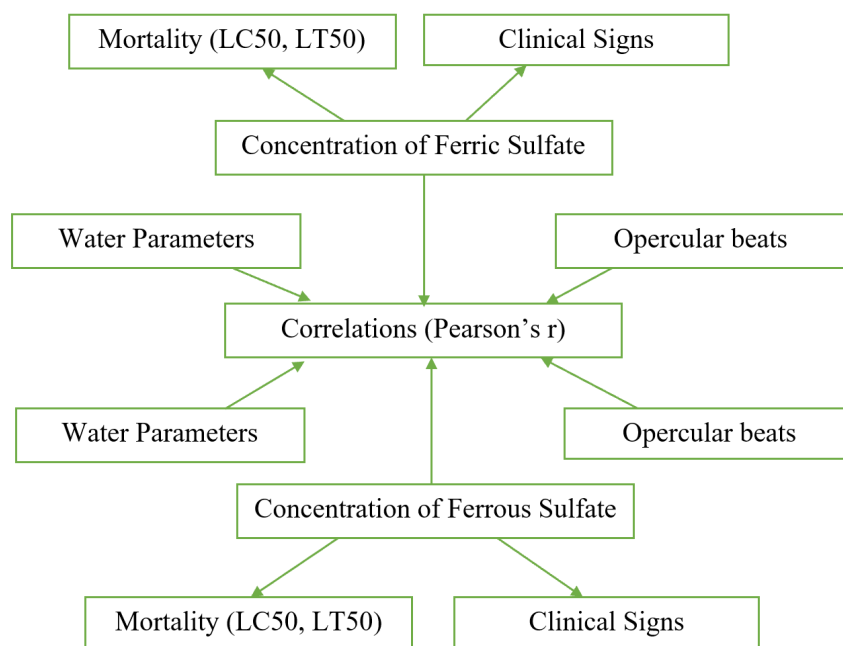 Mortality (LC50, LT50)
Clinical Signs
Concentration of Ferric Sulfate
Water Parameters
Opercular beats
Correlations (Pearson’s r)
Water Parameters
Opercular beats
Concentration of Ferrous Sulfate
Mortality (LC50, LT50)
Clinical Signs